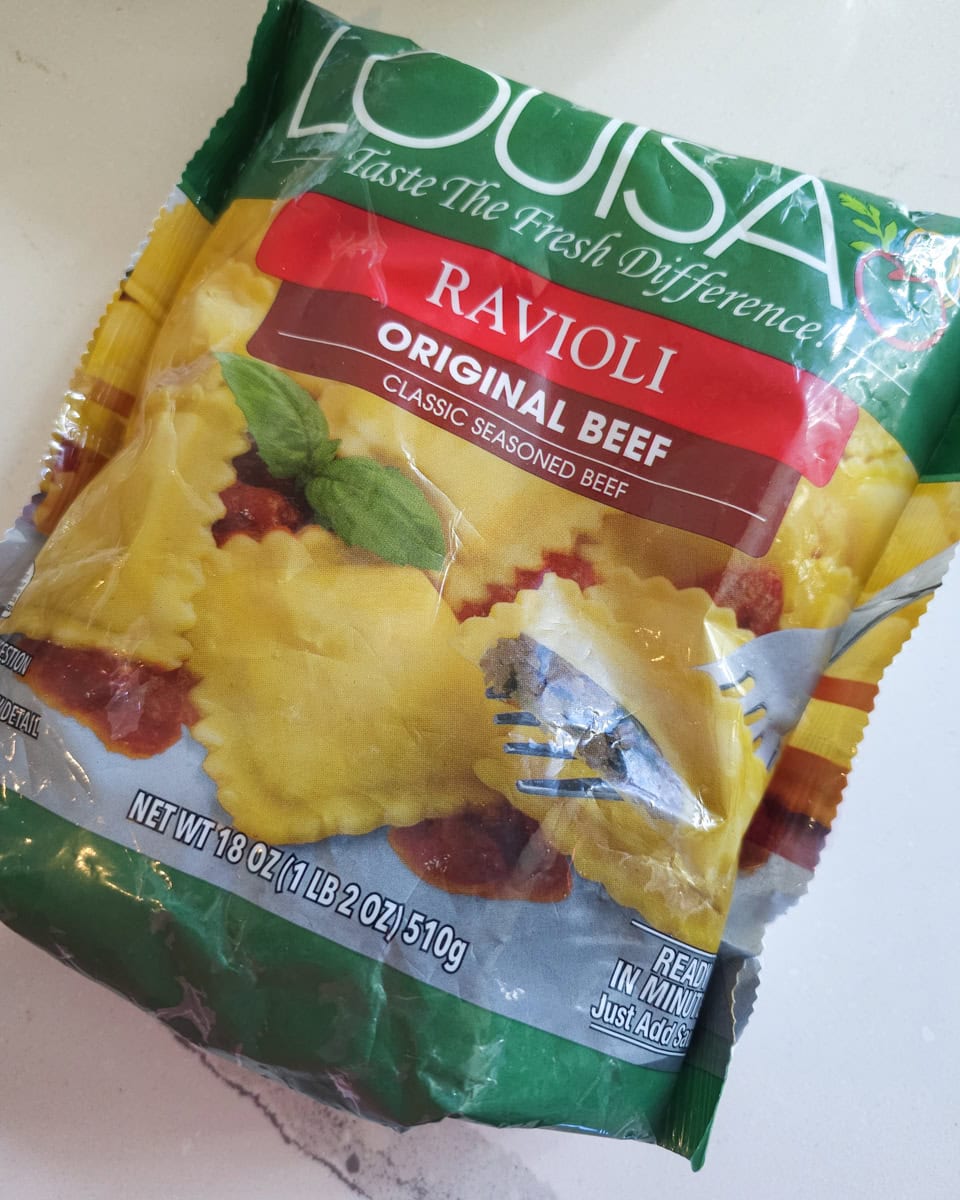 LOUISA
Taste The Fresh Difference!
RAVIOLI
ORIGINAL BEEF
CLASSIC SEASONED BEEF
NET WT 18 OZ (1 LB 2 OZ) 510g
IN
Just Add